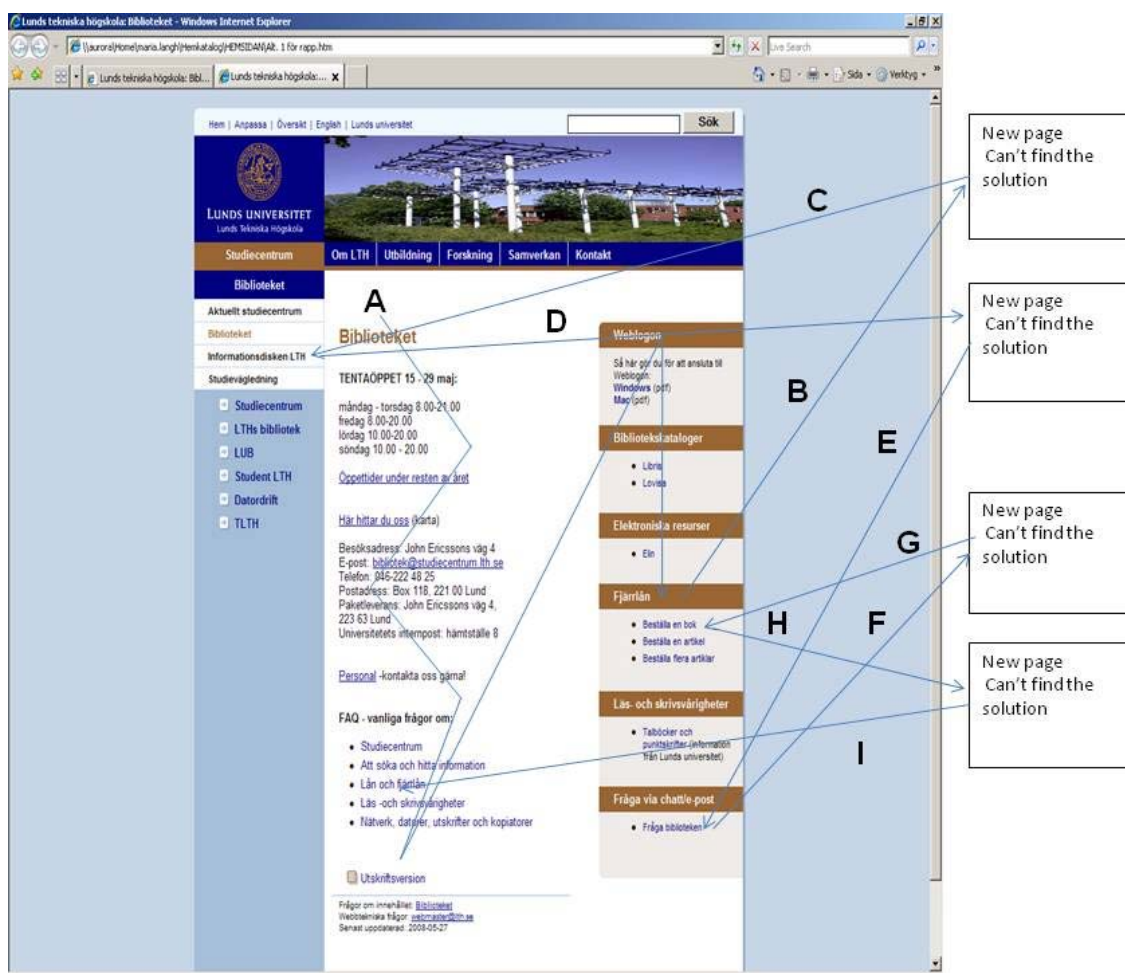 Lunds tekniska högskola: Biblioteket - Windows Internet Explorer
\\aurora\Home\maria.langh\Hemkatalog\HEMSIDAN\Alt. 1 för rapp.htm
Live Search
Lunds tekniska högskola: Bibl...
Lunds tekniska högskola:... X
Sida
Verktyg
»
Hem | Anpassa | Översikt | English | Lunds universitet
Sök
LUNDS UNIVERSITET
Lunds Tekniska Högskola
Studiecentrum
Om LTH
Utbildning
Forskning
Samverkan
Kontakt
Biblioteket
Aktuellt studiecentrum
Biblioteket
Informationsdisken LTH
Studievägledning
Studiecentrum
LTHs bibliotek
LUB
Student LTH
Datordrift
TLTH
A
Biblioteket
TENTAÖPPET 15 - 29 maj:
måndag - torsdag 8.00-21.00
fredag 8.00-20.00
lördag 10.00-20.00
söndag 10.00 - 20.00
Öppettider under resten av året
Här hittar du oss (karta)
Besöksadress: John Ericssons väg 4
E-post: bibliotek@studiecentrum.lth.se
Telefon: 046-222 48 25
Postadress: Box 118, 221 00 Lund
Paketleverans: John Ericssons väg 4,
223 63 Lund
Universitetets internpost: hämtställe 8
Personal -kontakta oss gärna!
FAQ - vanliga frågor om:
Studiecentrum
Att söka och hitta information
Lån och fjärrlån
Läs -och skrivsvårigheter
Nätverk, datorer, utskrifter och kopiatorer
Utskriftsversion
Frågor om innehållet: Biblioteket
Webbtekniska frågor: webmaster@lth.se
Senast uppdaterad: 2008-05-27
D
Weblogon
Så här gör du för att ansluta till
Weblogon:
Windows (pdf)
Mac (pdf)
Bibliotekskataloger
Libris
Lovisa
Elektroniska resurser
Elin
Fjärrlån
Beställa en bok
Beställa en artikel
Beställa flera artiklar
Läs- och skrivsvårigheter
Talböcker och
punktskrifter (information
från Lunds universitet)
Fråga via chatt/e-post
Fråga biblioteken
C
B
E
G
H
F
I
New page
Can't find the
solution
New page
Can't find the
solution
New page
Can't find the
solution
New page
Can't find the
solution